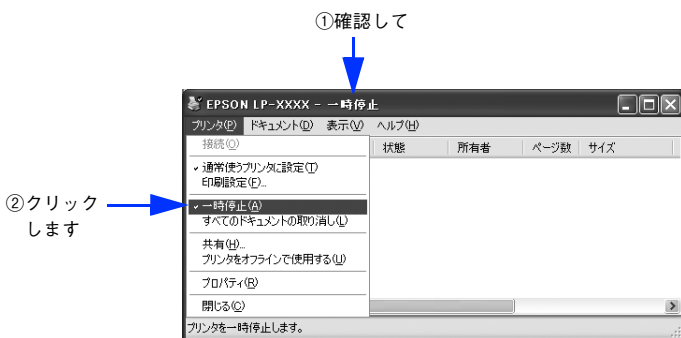 ①確認して
EPSON LP-XXXX - 一時停止
プリンタ(P) ドキュメント(D) 表示(V) ヘルプ(H)
接続(O)
状態 所有者 ページ数 サイズ
✓通常使うプリンタに設定(T)
印刷設定(F)...
②クリック
します
✓一時停止(A)
すべてのドキュメントの取り消し(L)
共有(H)...
プリンタをオフラインで使用する(U)
プロパティ(R)
閉じる(C)
プリンタを一時停止します。